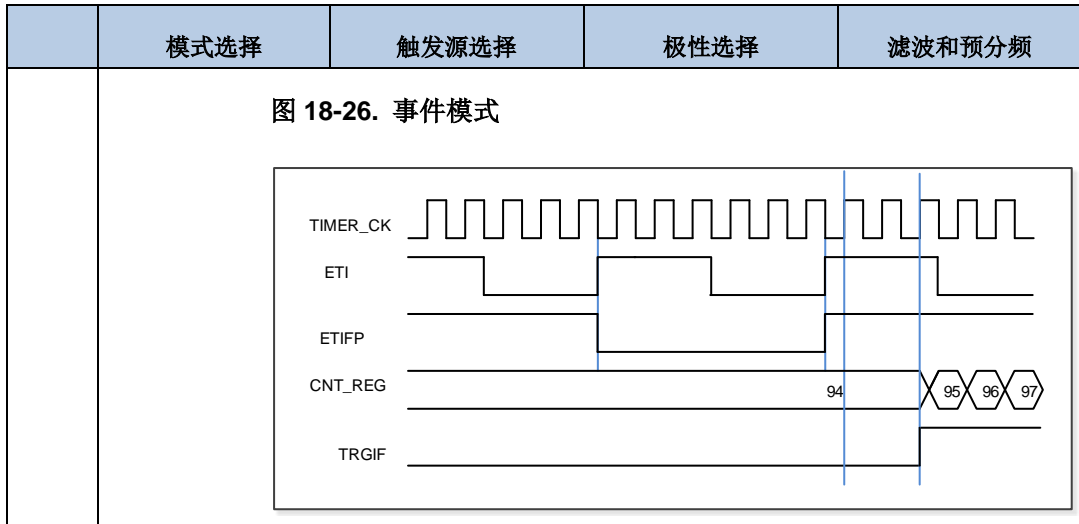 模式选择 触发源选择 极性选择 滤波和预分频
图 18-26. 事件模式
TIMER_CK
ETI
ETIFP
CNT_REG 94 95 96 97
TRGIF